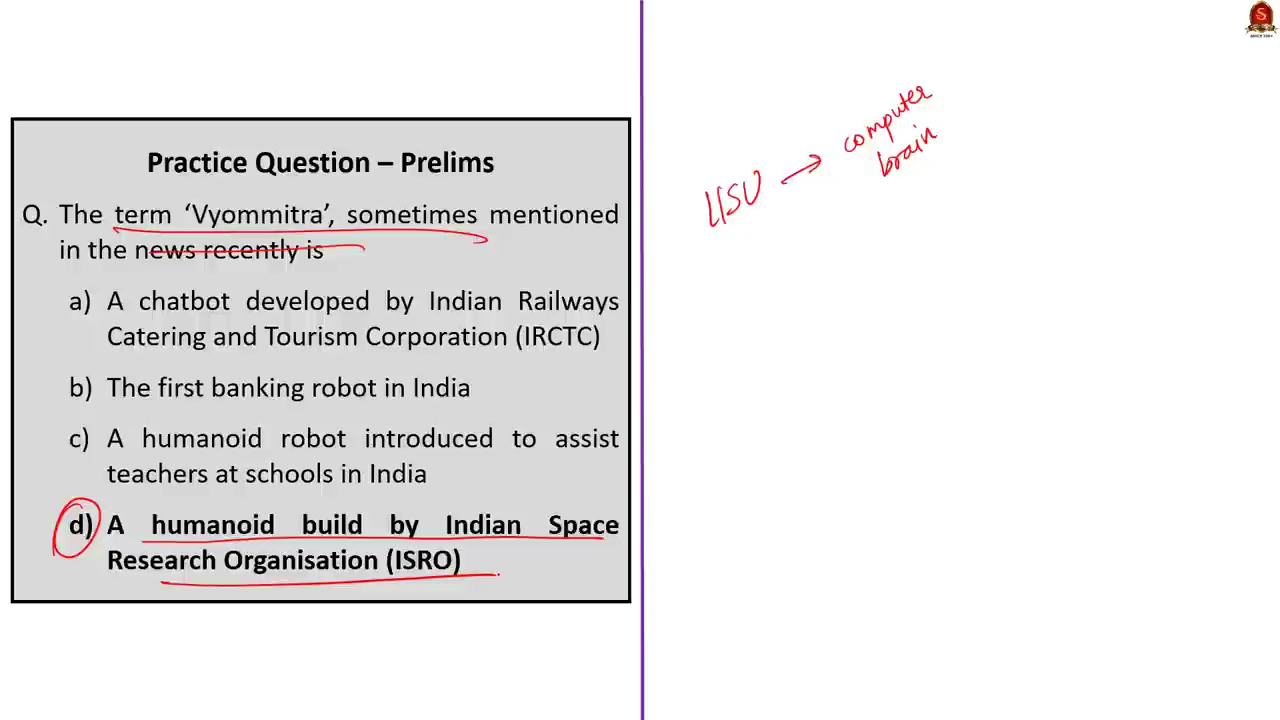 Practice Question – Prelims
Q. The term ‘Vyommitra’, sometimes mentioned
in the news recently is
a) A chatbot developed by Indian Railways
Catering and Tourism Corporation (IRCTC)
b) The first banking robot in India
c) A humanoid robot introduced to assist
teachers at schools in India
d) A humanoid build by Indian Space
Research Organisation (ISRO)
IISU → computer
brain